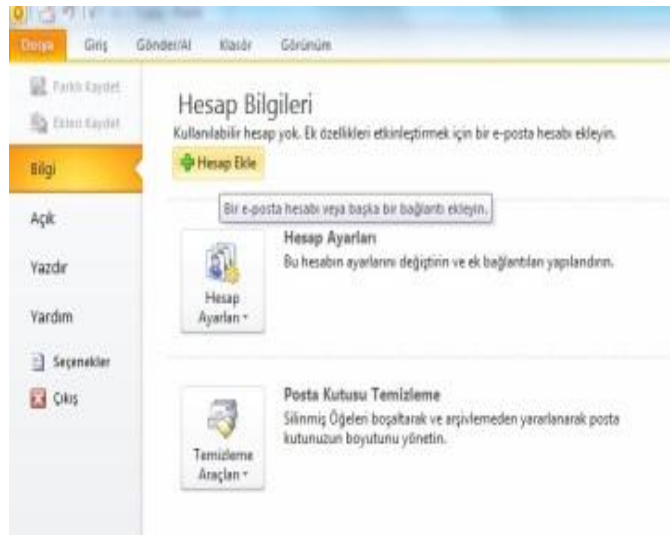 Dosya Giriş Gönder/Al Klasör Görünüm
Farklı Kaydet
Ekleri Kaydet
Bilgi
Açık
Yazdır
Yardım
Seçenekler
Çıkış
Hesap Bilgileri
Kullanılabilir hesap yok. Ek özellikleri etkinleştirmek için bir e-posta hesabı ekleyin.
Hesap Ekle
Bir e-posta hesabı veya başka bir bağlantı ekleyin.
Hesap Ayarları
Bu hesabın ayarlarını değiştirin ve ek bağlantıları yapılandırın.
Hesap
Ayarları
Posta Kutusu Temizleme
Silinmiş Öğeleri boşaltarak ve arşivlemeden yararlanarak posta
kutunuzun boyutunu yönetin.
Temizleme
Araçları